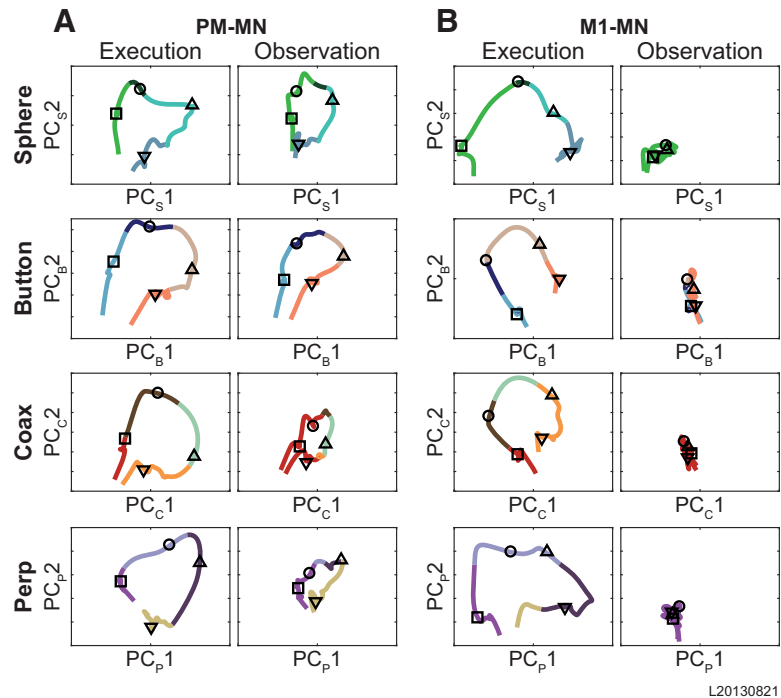 A PM-MN
Execution Observation
B M1-MN
Execution Observation
Sphere
PCS2 PCS2
PCS1 PCS1 PCS1 PCS1
Button
PCB2 PCB2
PCB1 PCB1 PCB1 PCB1
Coax
PCC2 PCC2
PCC1 PCC1 PCC1 PCC1
Perp
PCP2 PCP2
PCP1 PCP1 PCP1 PCP1
L20130821